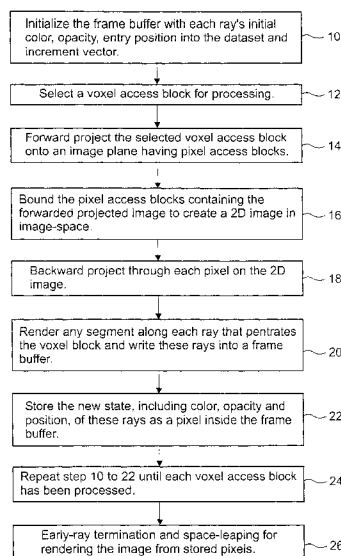 Initialize the frame buffer with each ray's initial
color, opacity, entry position into the dataset and
increment vector.
10
Select a voxel access block for processing.
12
Forward project the selected voxel access block
onto an image plane having pixel access blocks.
14
Bound the pixel access blocks containing the
forwarded projected image to create a 2D image in
image-space.
16
Backward project through each pixel on the 2D
image.
18
Render any segment along each ray that pentrates
the voxel block and write these rays into a frame
buffer.
20
Store the new state, including color, opacity and
position, of these rays as a pixel inside the frame
buffer.
22
Repeat step 10 to 22 until each voxel access block
has been processed.
24
Early-ray termination and space-leaping for
rendering the image from stored pixels.
26